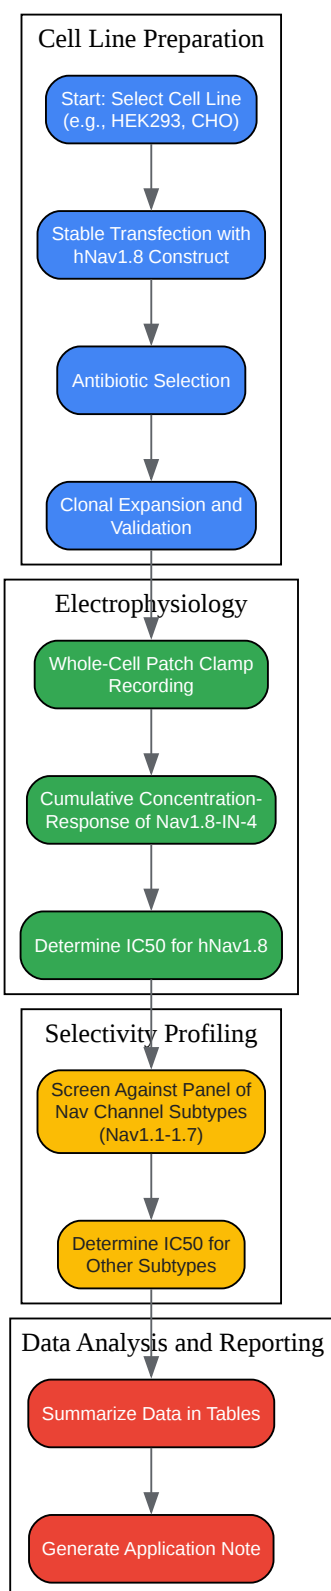 Cell Line Preparation
Start: Select Cell Line
(e.g., HEK293, CHO)
Stable Transfection with
hNav1.8 Construct
Antibiotic Selection
Clonal Expansion and
Validation
Electrophysiology
Whole-Cell Patch Clamp
Recording
Cumulative Concentration-
Response of Nav1.8-IN-4
Determine IC50 for hNav1.8
Selectivity Profiling
Screen Against Panel of
Nav Channel Subtypes
(Nav1.1-1.7)
Determine IC50 for
Other Subtypes
Data Analysis and Reporting
Summarize Data in Tables
Generate Application Note